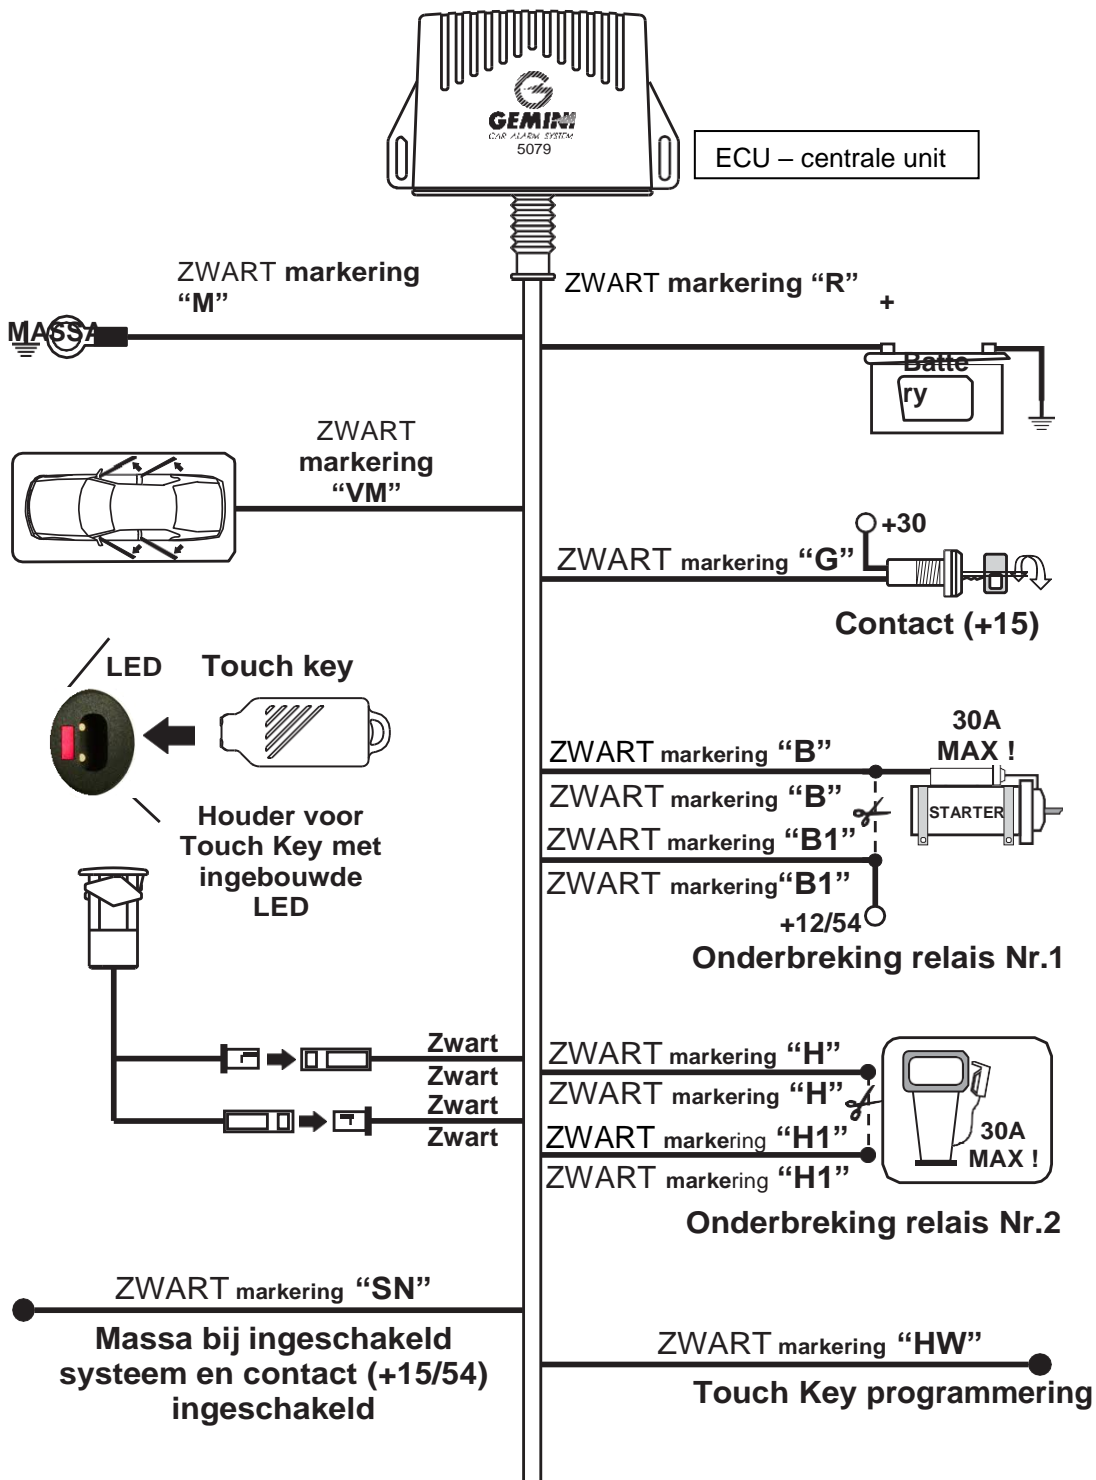 GEMINI
CAR ALARM SYSTEM
5079
ECU – centrale unit
ZWART markering
“M”
MASSA
ZWART markering “R”
+
Batte
ry
ZWART
markering
“VM”
+30
ZWART markering “G”
Contact (+15)
LED
Touch key
Houder voor
Touch Key met
ingebouwde
LED
30A
MAX !
ZWART markering “B”
ZWART markering “B”
STARTER
ZWART markering “B1”
ZWART markering“B1”
+12/54
Onderbreking relais Nr.1
Zwart
Zwart
Zwart
Zwart
ZWART markering “H”
ZWART markering “H”
ZWART markering “H1”
ZWART markering “H1”
30A
MAX !
Onderbreking relais Nr.2
ZWART markering “SN”
Massa bij ingeschakeld
systeem en contact (+15/54)
ingeschakeld
ZWART markering “HW”
Touch Key programmering